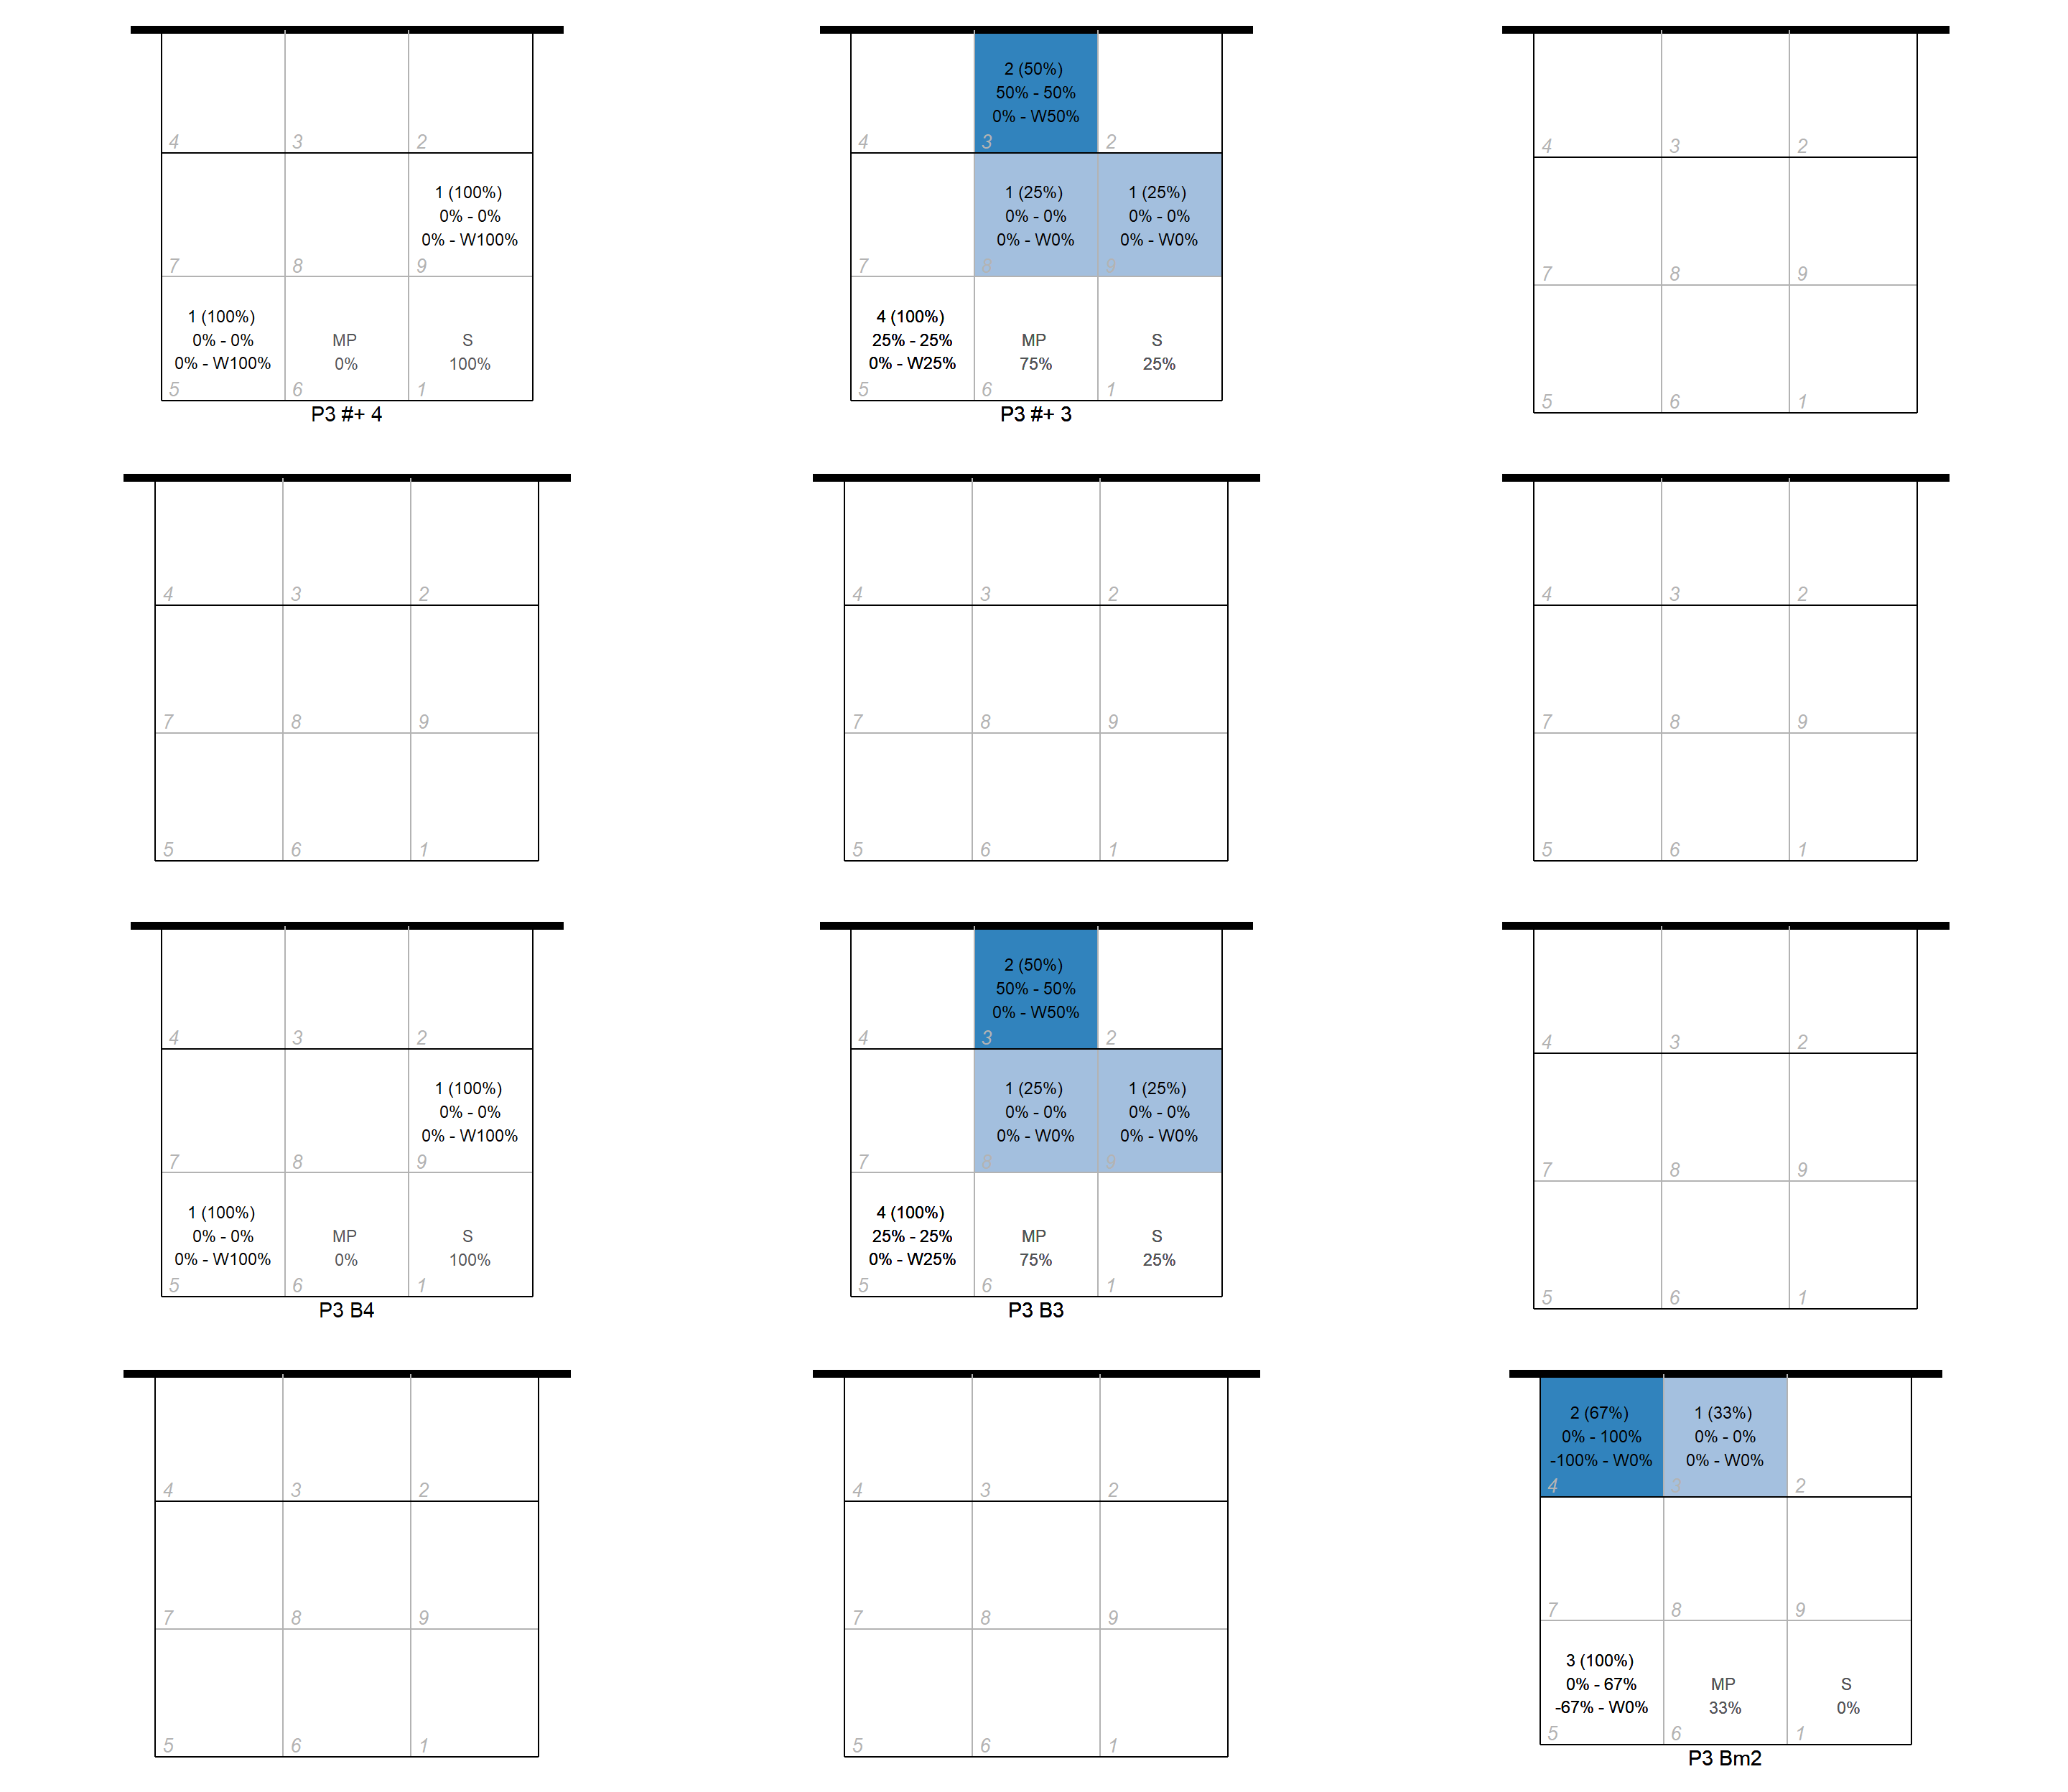 2 (50%)
50% - 50%
0% - W50%
4 3 2
4 3 2
4 3 2
1 (100%)
0% - 0%
0% - W100%
1 (25%)
0% - 0%
0% - W0%
1 (25%)
0% - 0%
0% - W0%
7 8 9
7 8 9
7 8 9
1 (100%)
0% - 0%
0% - W100%
MP
0%
S
100%
4 (100%)
25% - 25%
0% - W25%
MP
75%
S
25%
5 6 1
5 6 1
5 6 1
P3 #+ 4
P3 #+ 3
4 3 2
4 3 2
4 3 2
7 8 9
7 8 9
7 8 9
5 6 1
5 6 1
5 6 1
2 (50%)
50% - 50%
0% - W50%
4 3 2
4 3 2
4 3 2
1 (100%)
0% - 0%
0% - W100%
1 (25%)
0% - 0%
0% - W0%
1 (25%)
0% - 0%
0% - W0%
7 8 9
7 8 9
7 8 9
1 (100%)
0% - 0%
0% - W100%
MP
0%
S
100%
4 (100%)
25% - 25%
0% - W25%
MP
75%
S
25%
5 6 1
5 6 1
5 6 1
P3 B4
P3 B3
2 (67%)
0% - 100%
-100% - W0%
1 (33%)
0% - 0%
0% - W0%
4 3 2
4 3 2
4 3 2
7 8 9
7 8 9
7 8 9
3 (100%)
0% - 67%
-67% - W0%
MP
33%
S
0%
5 6 1
5 6 1
5 6 1
P3 Bm2